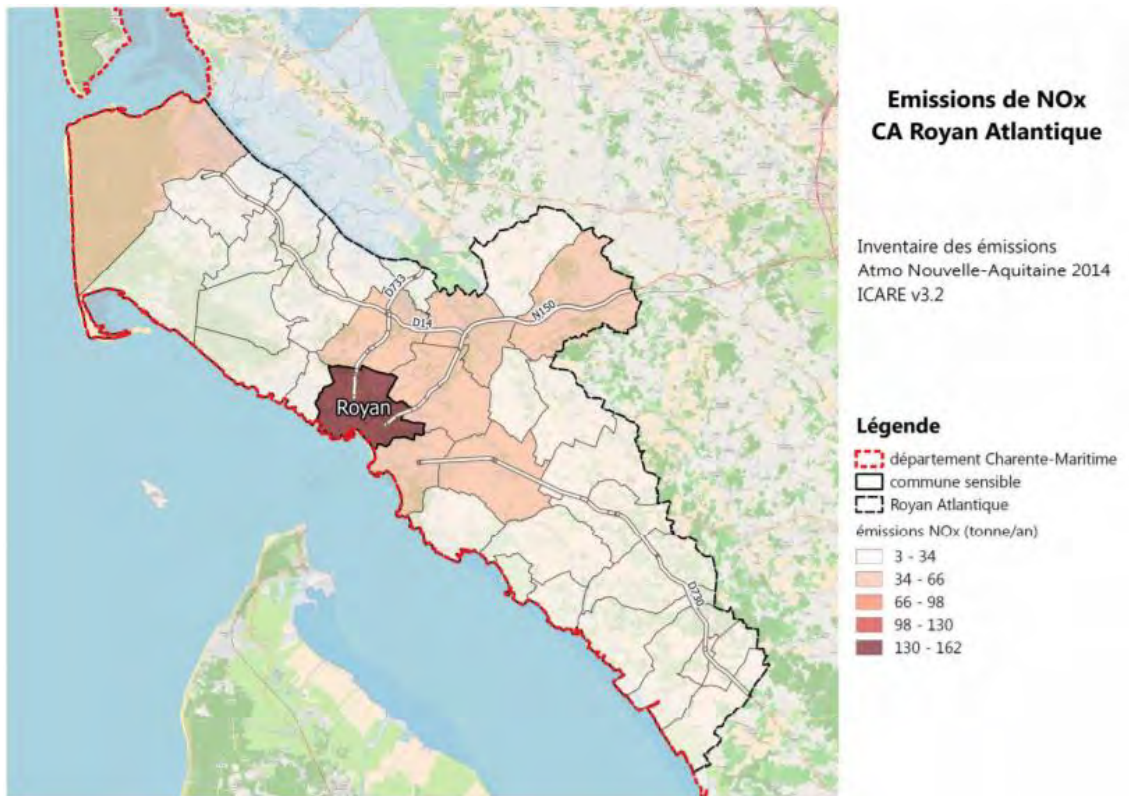 Emissions de NOx
CA Royan Atlantique
Inventaire des émissions
Atmo Nouvelle-Aquitaine 2014
ICARE v3.2
D733
N150
D14
Royan
D730
Légende
département Charente-Maritime
commune sensible
Royan Atlantique
émissions NOx (tonne/an)
3 - 34
34 - 66
66 - 98
98 - 130
130 - 162